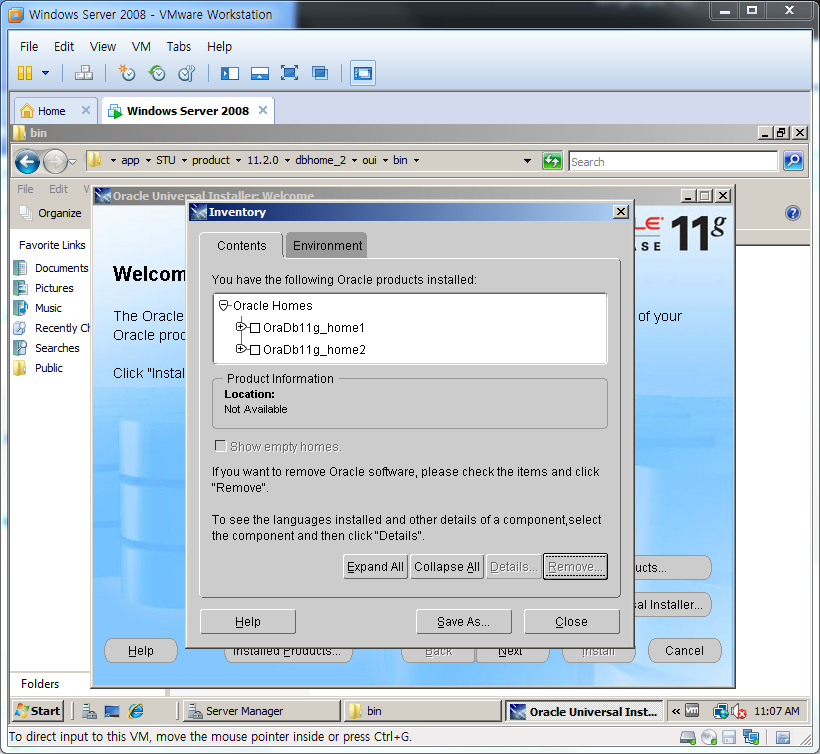 Windows Server 2008 - VMware Workstation
File Edit View VM Tabs Help
Home
Windows Server 2008
bin
app STU product 11.2.0 dbhome_2 oui bin
Search
File Edit
Organize
Oracle Universal Installer: Welcome
Inventory
11g
Contents
Environment
Favorite Links
Documents
Pictures
Music
Recently Ch
Searches
Public
Folders
Welcom
The Oracle
of your
Oracle proc
Click "Instal
You have the following Oracle products installed:
Oracle Homes
OraDb11g_home1
OraDb11g_home2
Product Information
Location:
Not Available
Show empty homes.
If you want to remove Oracle software, please check the items and click
"Remove".
To see the languages installed and other details of a component,select
the component and then click "Details".
Expand All
Collapse All
Details...
Remove...
ucts...
sal Installer...
Help
Save As...
Close
Help
Installed Products...
Back
Next
Install
Cancel
Start
Server Manager
bin
Oracle Universal Inst...
11:07 AM
To direct input to this VM, move the mouse pointer inside or press Ctrl+G.